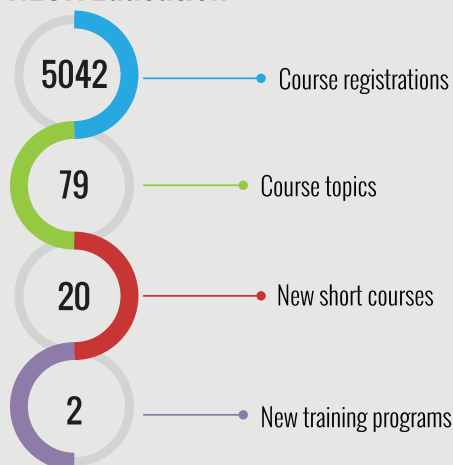 5042
Course registrations
79
Course topics
20
New short courses
2
New training programs